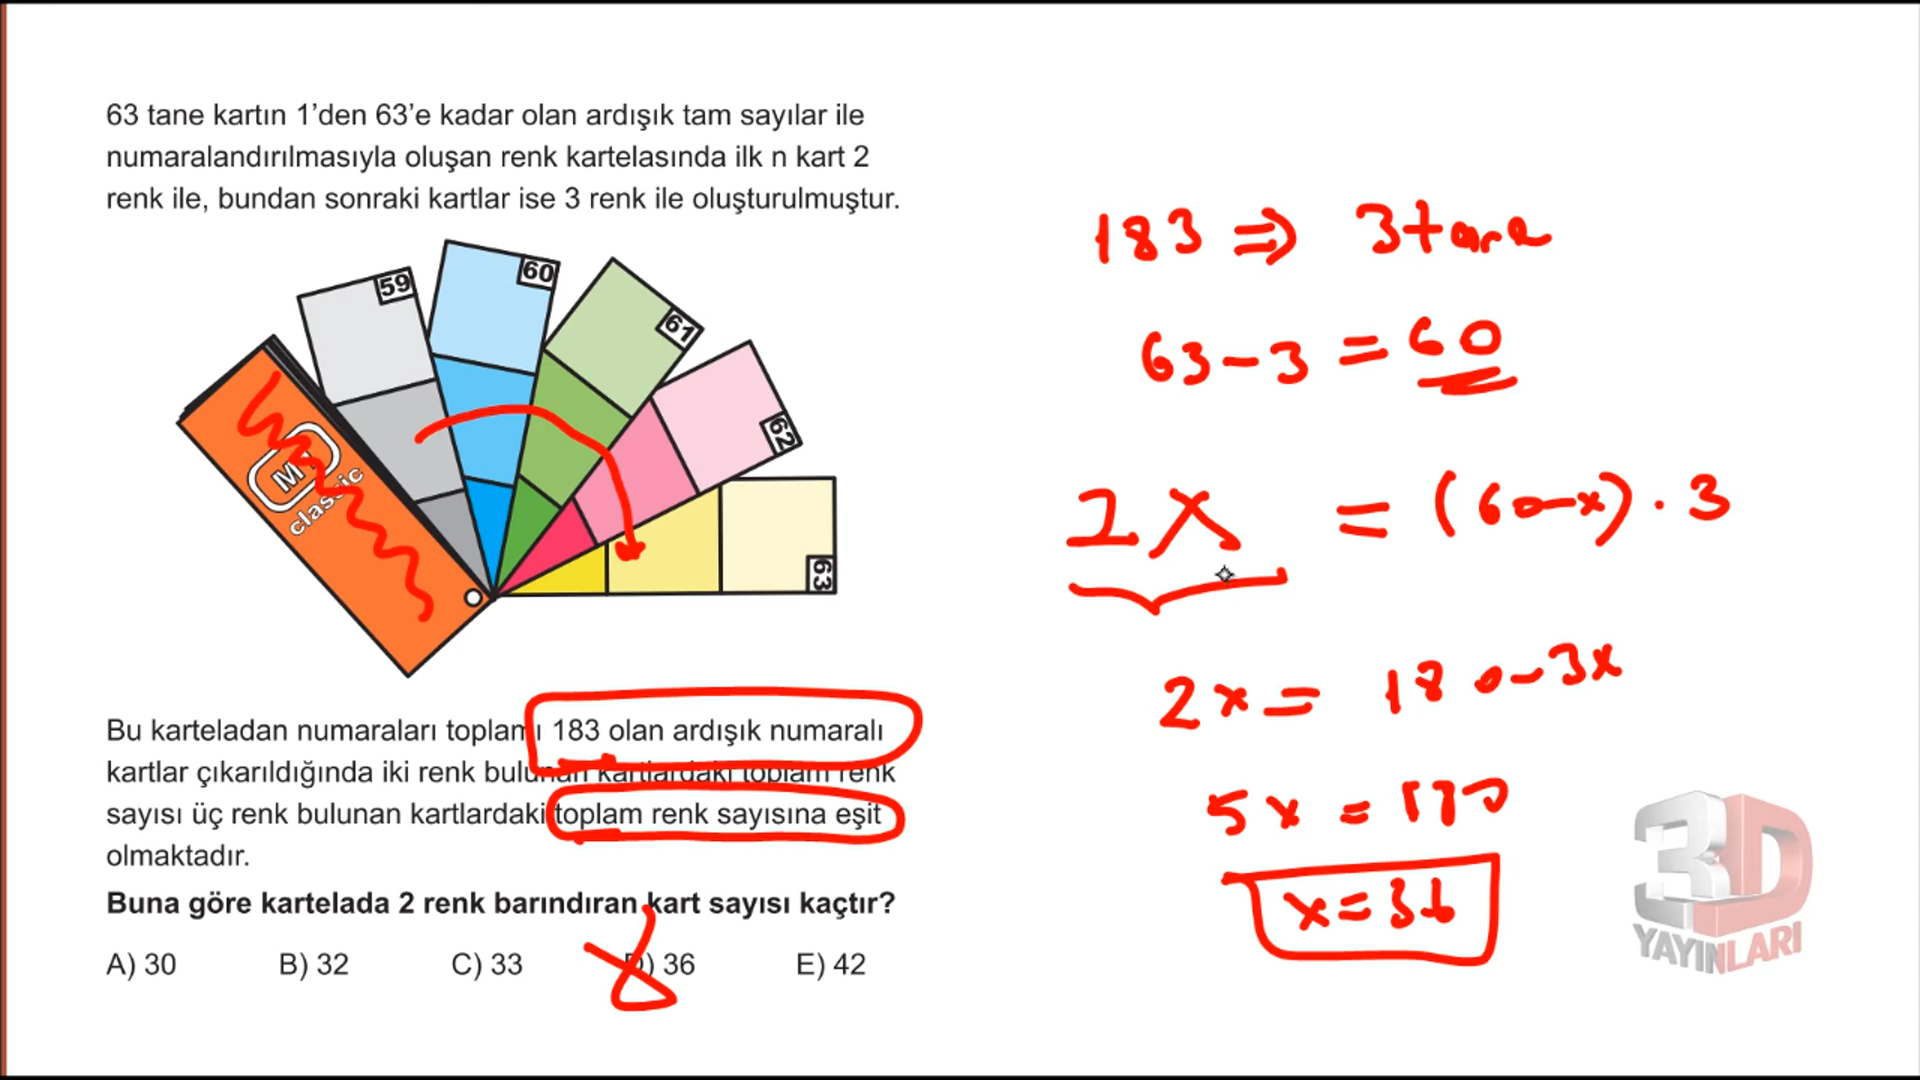 63 tane kartın 1’den 63’e kadar olan ardışık tam sayılar ile
numaralandırılmasıyla oluşan renk kartelasında ilk n kart 2
renk ile, bundan sonraki kartlar ise 3 renk ile oluşturulmuştur.
59
60
61
62
63
classic
Bu karteladan numaraları toplamı 183 olan ardışık numaralı
kartlar çıkarıldığında iki renk bulunan kartlardaki toplam renk
sayısı üç renk bulunan kartlardaki toplam renk sayısına eşit
olmaktadır.
Buna göre kartelada 2 renk barındıran kart sayısı kaçtır?
A) 30 B) 32 C) 33 D) 36 E) 42
183 ⇒ 3 tane
63 - 3 = 60
2x = (60-x) . 3
2x = 180-3x
5x = 180
x = 36
3D
YAYINLARI